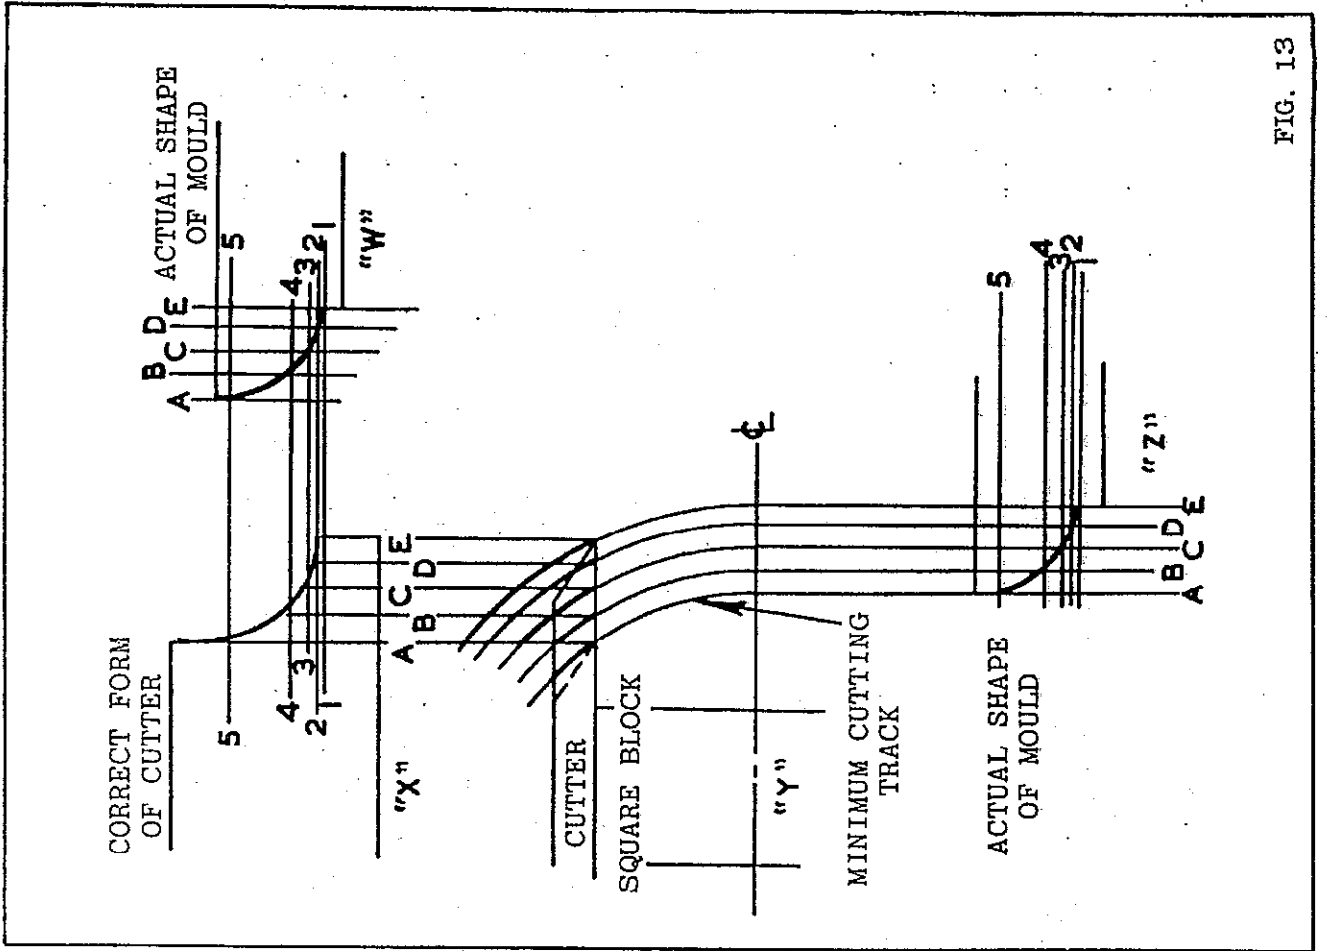 CORRECT FORM
OF CUTTER
5
4
3
2
1
"X"
A
B
C
D
E
ACTUAL SHAPE
OF MOULD
A
B
C
D
E
5
4
3
2
1
"W"
CUTTER
SQUARE BLOCK
"Y"
℄
MINIMUM CUTTING
TRACK
ACTUAL SHAPE
OF MOULD
5
4
3
2
1
"Z"
A
B
C
D
E
FIG. 13